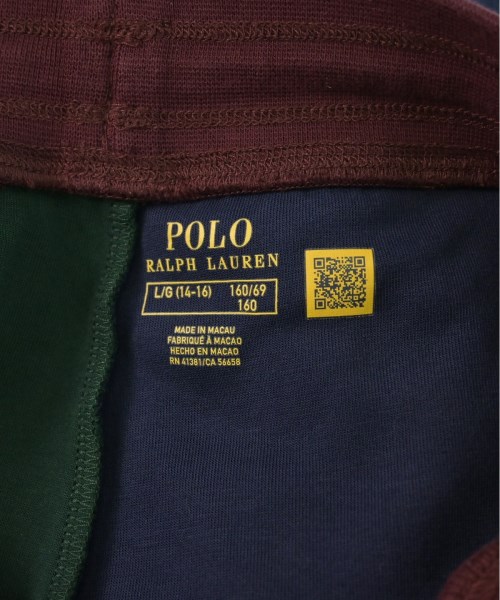 POLO
RALPH LAUREN
L/G (14-16) 160/69
160
MADE IN MACAU
FABRIQUÉ À MACAO
HECHO EN MACAO
RN 41381/CA 5665B